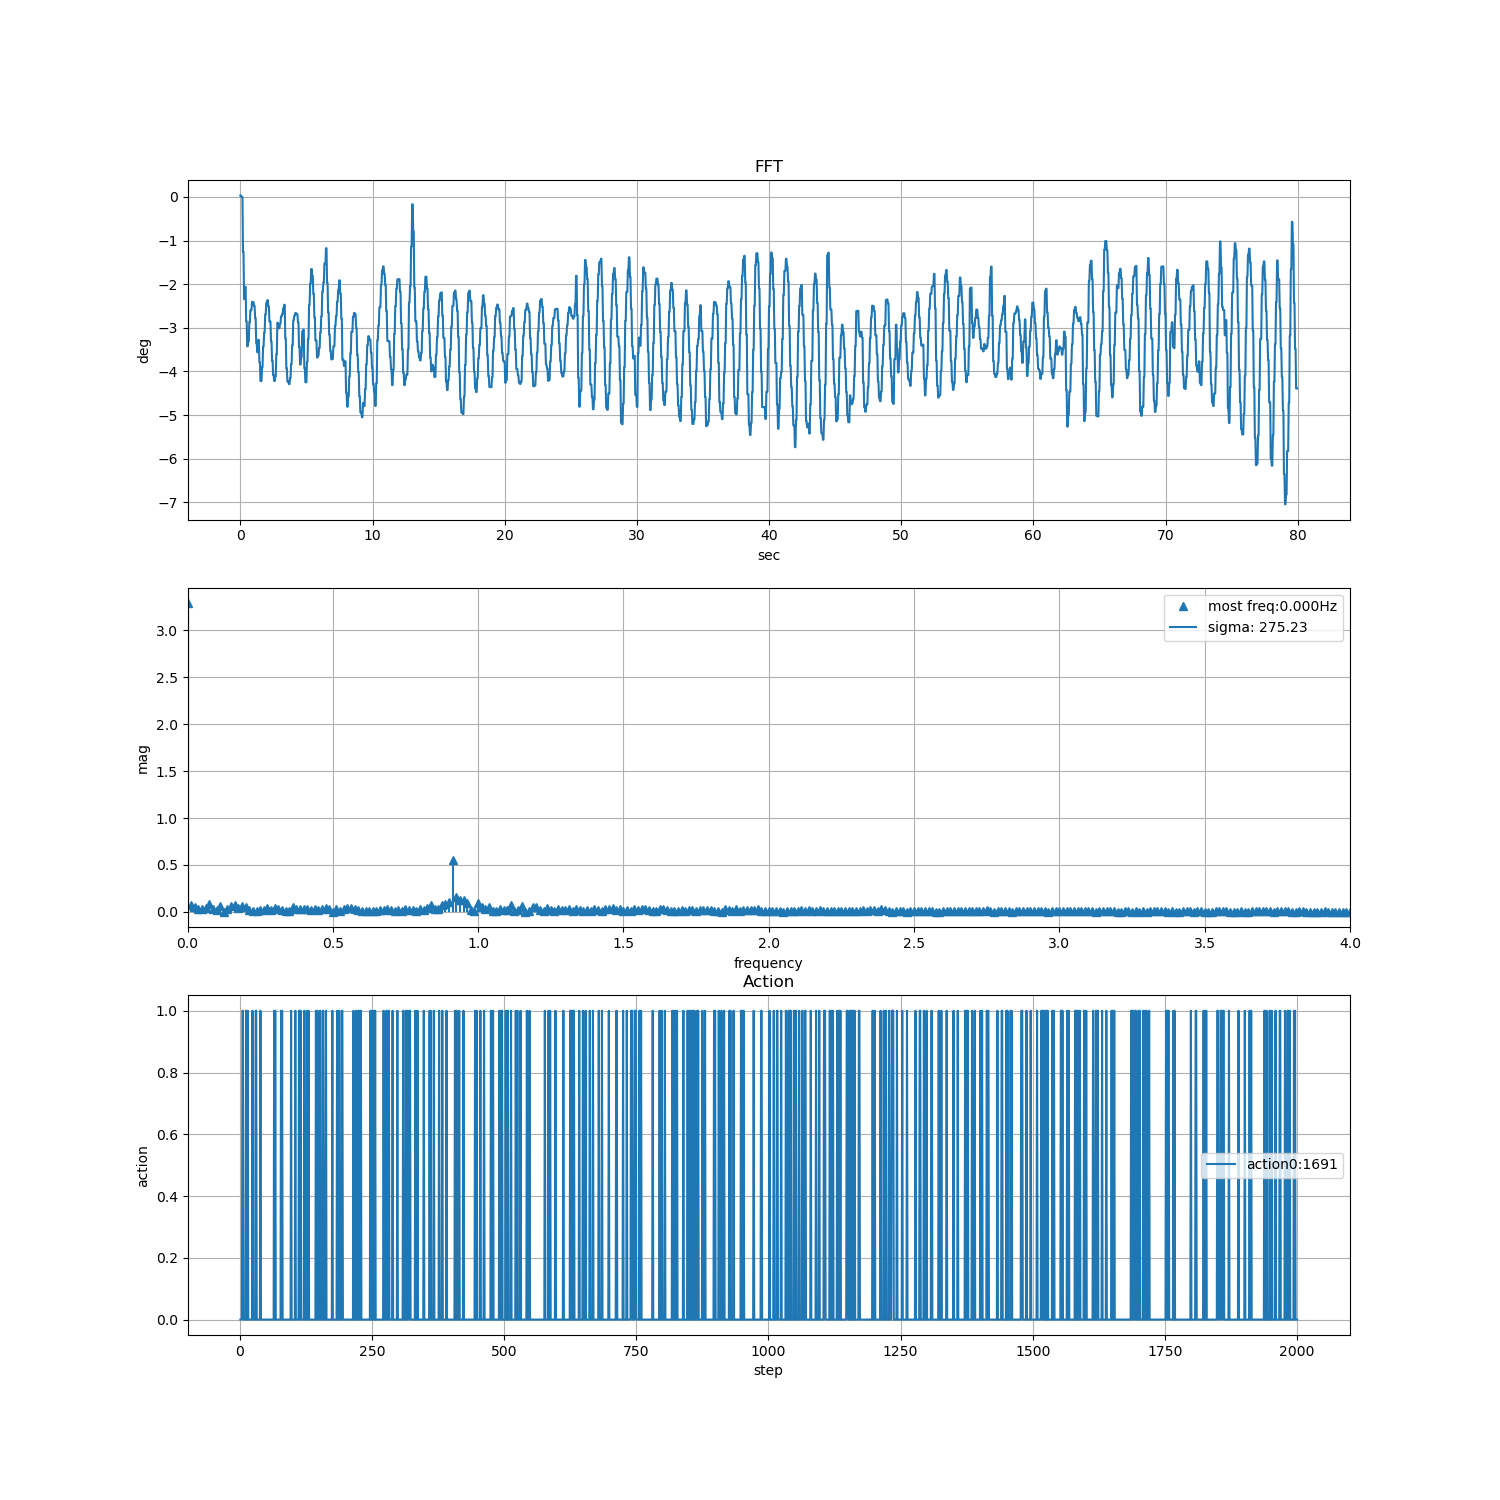 FFT
0
−1
−2
−3
−4
−5
−6
−7
deg
0 10 20 30 40 50 60 70 80
sec
most freq:0.000Hz
sigma: 275.23
3.0
2.5
2.0
1.5
1.0
0.5
0.0
mag
0.0 0.5 1.0 1.5 2.0 2.5 3.0 3.5 4.0
frequency
Action
1.0
0.8
0.6
0.4
0.2
0.0
action
action0:1691
0 250 500 750 1000 1250 1500 1750 2000
step